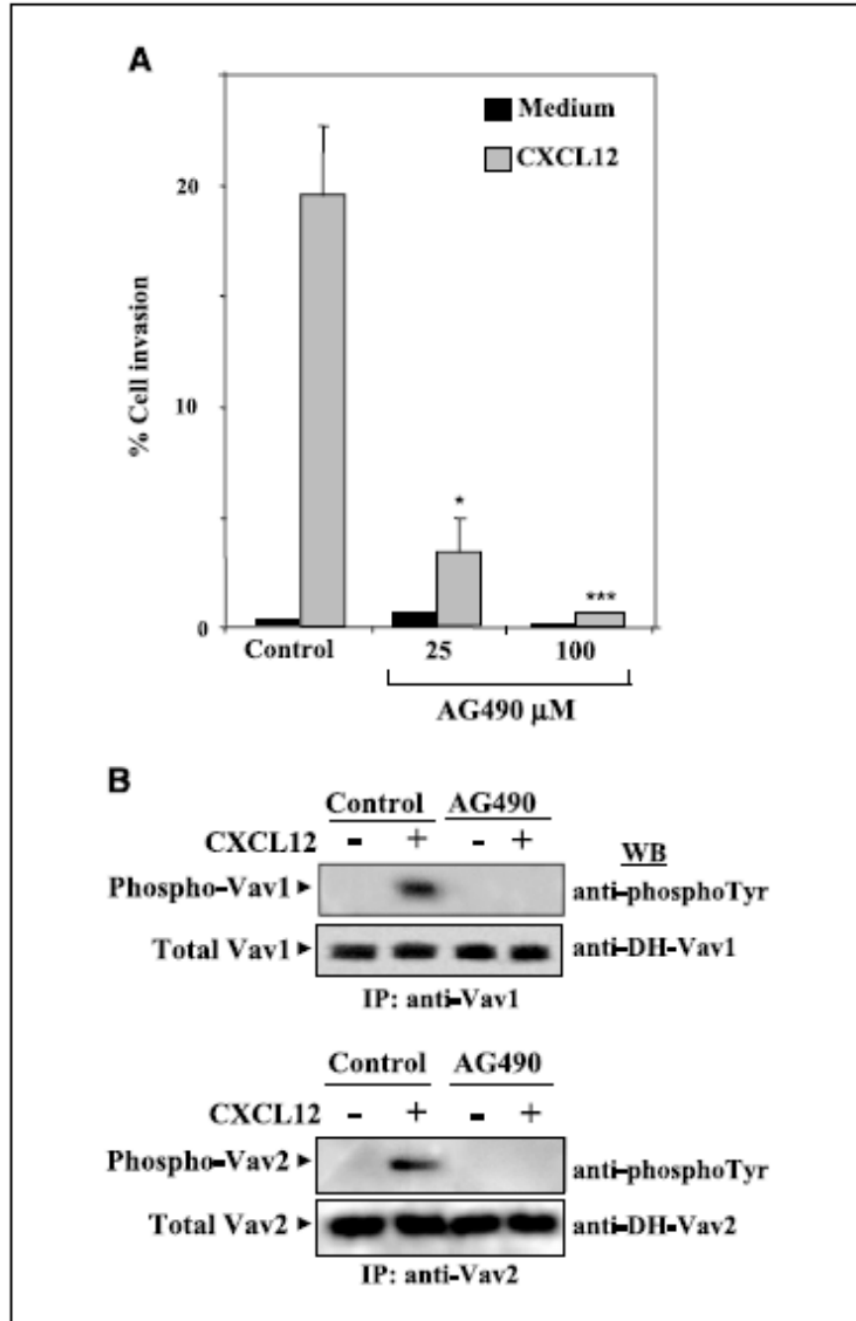 A
Medium
CXCL12
% Cell invasion
20
10
0
* ***
Control 25 100
AG490 μM
B
Control AG490
CXCL12 - + - + WB
Phospho-Vav1 anti-phosphoTyr
Total Vav1 anti-DH-Vav1
IP: anti-Vav1
Control AG490
CXCL12 - + - +
Phospho-Vav2 anti-phosphoTyr
Total Vav2 anti-DH-Vav2
IP: anti-Vav2